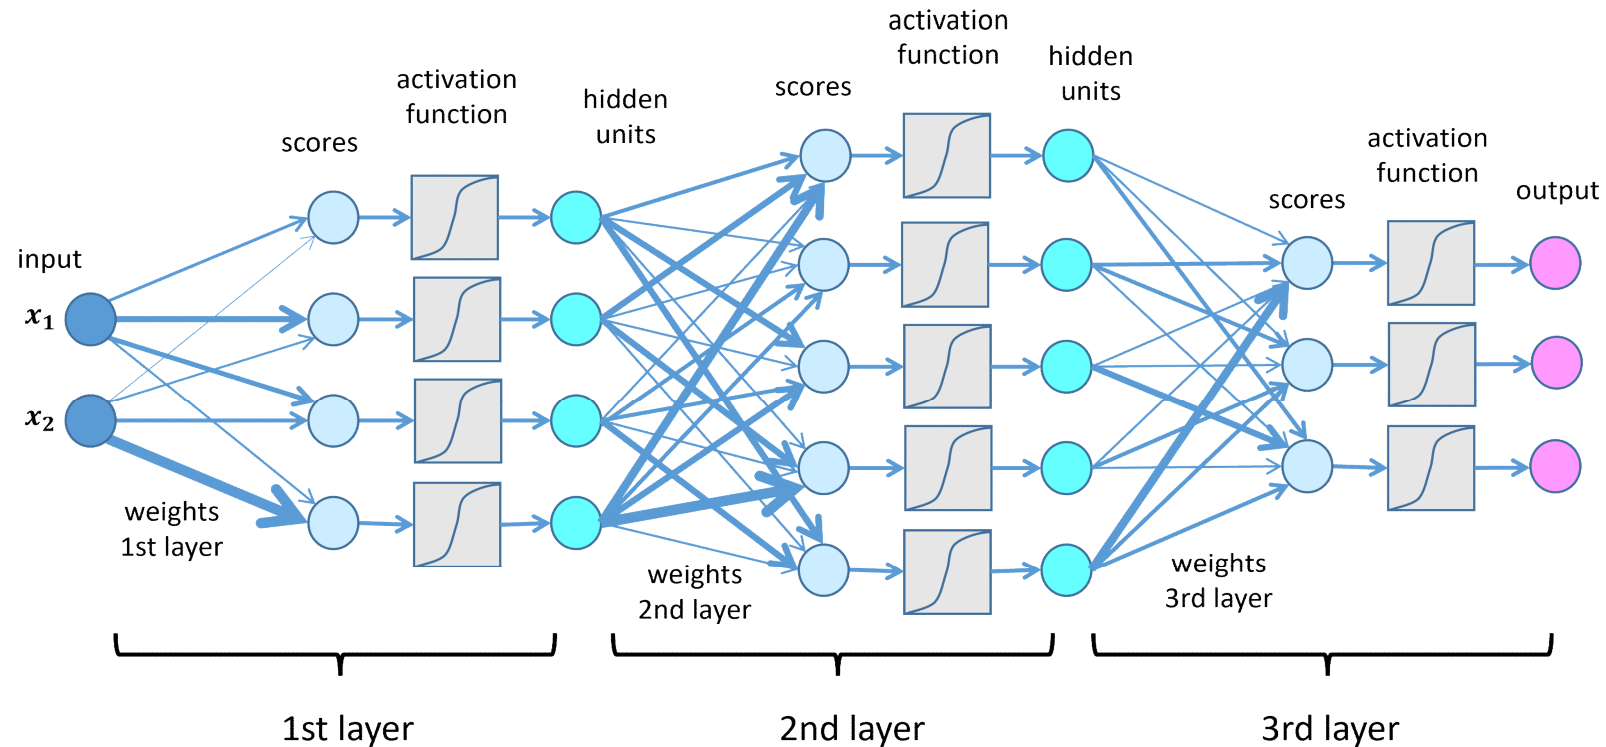 input
x₁
x₂
scores
activation
function
hidden
units
weights
1st layer
scores
activation
function
hidden
units
weights
2nd layer
scores
activation
function
output
weights
3rd layer
1st layer
2nd layer
3rd layer